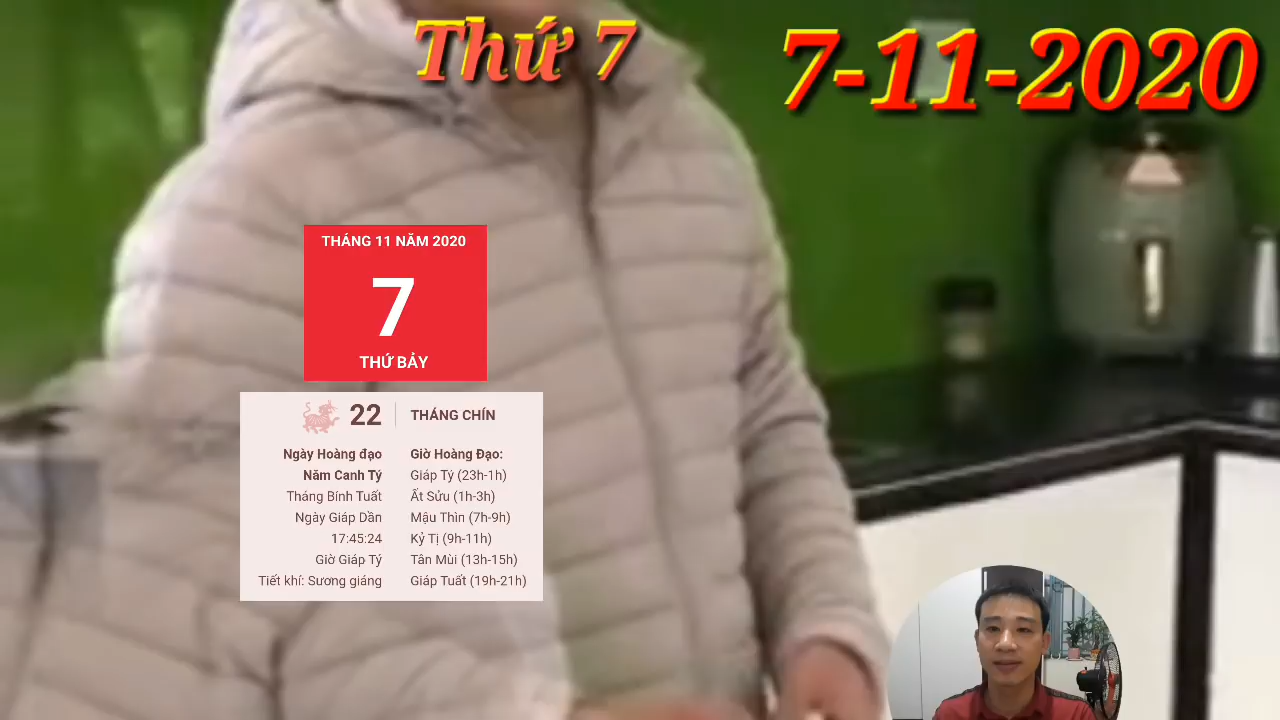 Thứ 7
7-11-2020
THÁNG 11 NĂM 2020
7
THỨ BẢY
22
THÁNG CHÍN
Ngày Hoàng đạo
Năm Canh Tý
Tháng Bính Tuất
Ngày Giáp Dần
17:45:24
Giờ Giáp Tý
Tiết khí: Sương giáng
Giờ Hoàng Đạo:
Giáp Tý (23h-1h)
Ất Sửu (1h-3h)
Mậu Thìn (7h-9h)
Kỷ Tị (9h-11h)
Tân Mùi (13h-15h)
Giáp Tuất (19h-21h)